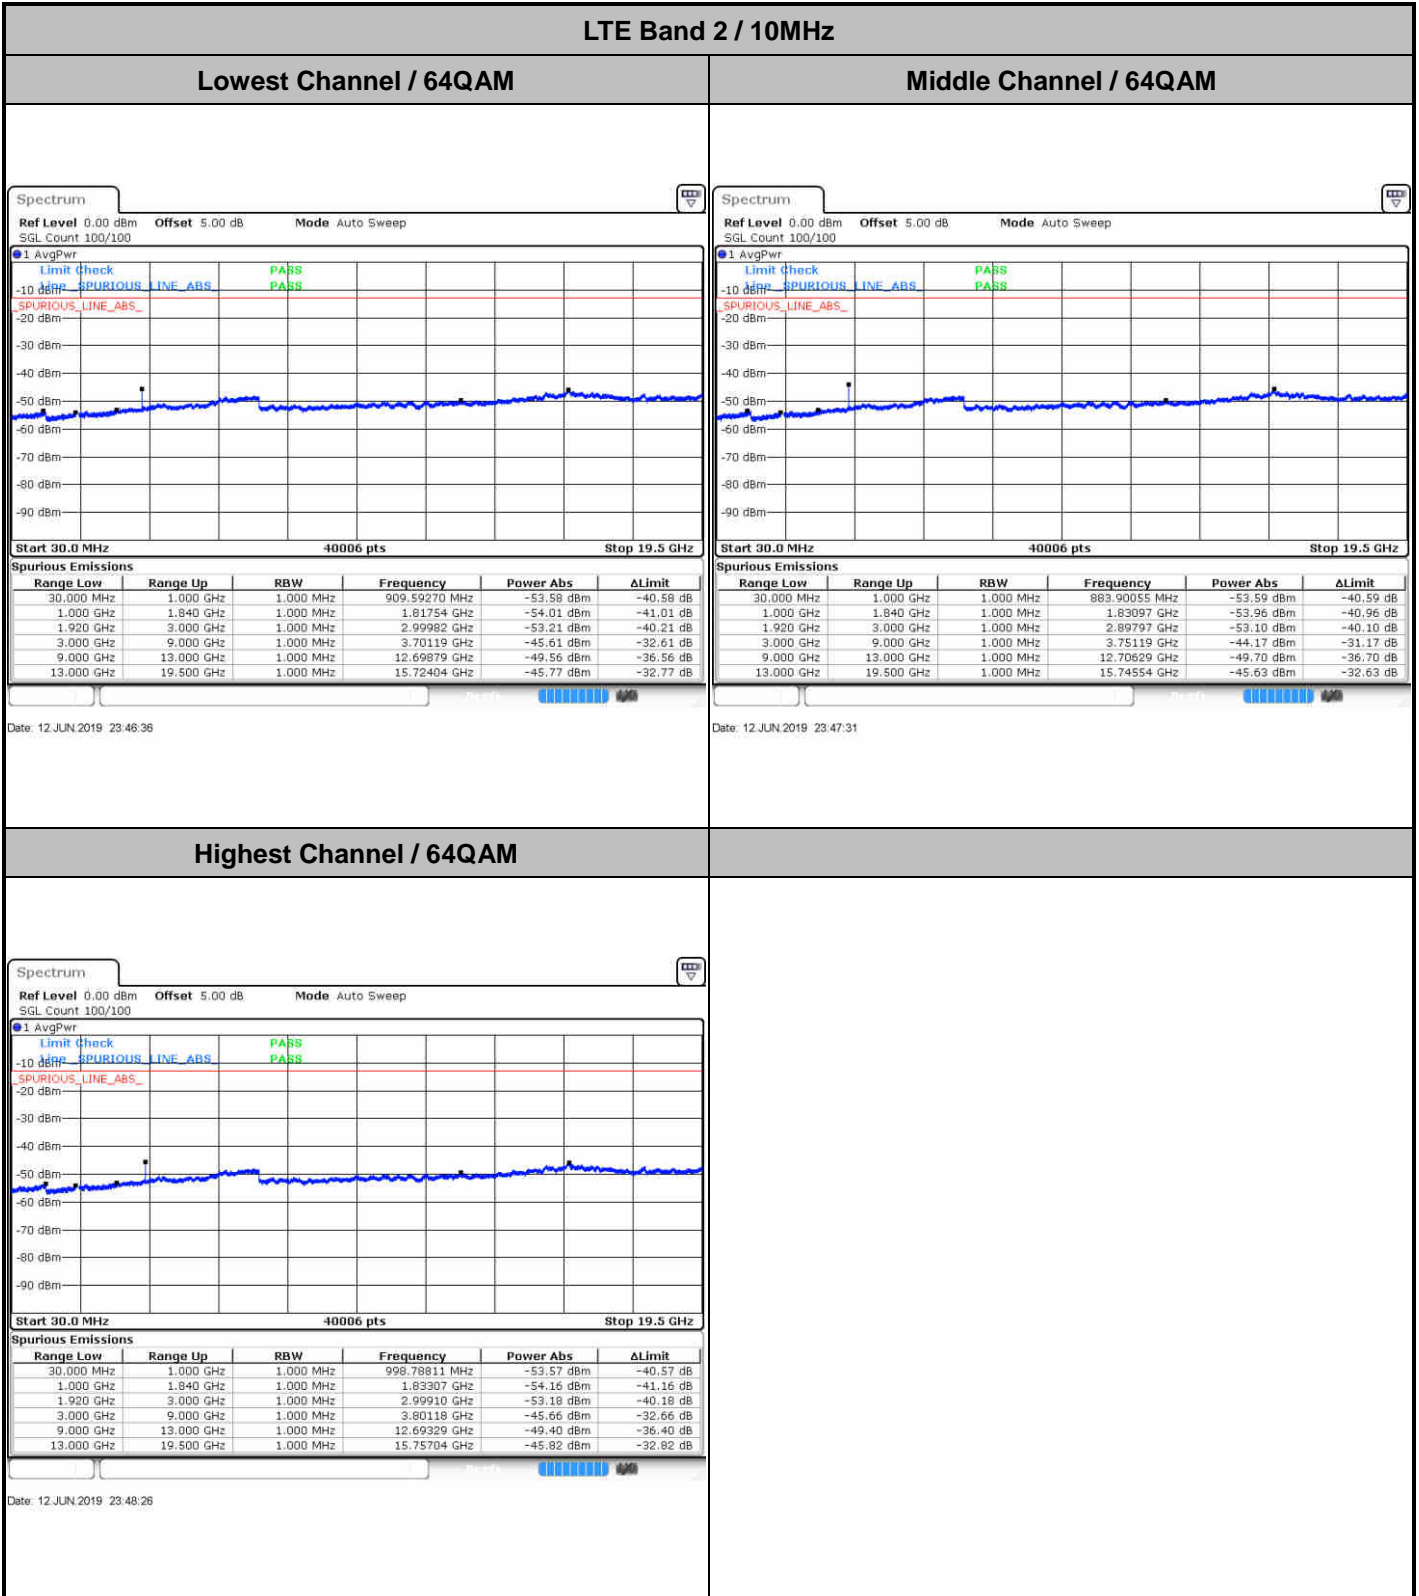 LTE Band 2 / 10MHz
Lowest Channel / 64QAM
Middle Channel / 64QAM
Spectrum
Ref Level 0.00 dBm Offset 5.00 dB Mode Auto Sweep
SGL Count 100/100
1 AvgPwr
Limit Check PASS
Line _SPURIOUS_LINE_ABS_ PASS
-10 dBm
_SPURIOUS_LINE_ABS_
-20 dBm
-30 dBm
-40 dBm
-50 dBm
-60 dBm
-70 dBm
-80 dBm
-90 dBm
Start 30.0 MHz 40006 pts Stop 19.5 GHz
Spurious Emissions
Range Low Range Up RBW Frequency Power Abs ΔLimit
30.000 MHz 1.000 GHz 1.000 MHz 909.59270 MHz -53.58 dBm -40.58 dB
1.000 GHz 1.840 GHz 1.000 MHz 1.81754 GHz -54.01 dBm -41.01 dB
1.920 GHz 3.000 GHz 1.000 MHz 2.99982 GHz -53.21 dBm -40.21 dB
3.000 GHz 9.000 GHz 1.000 MHz 3.70119 GHz -45.61 dBm -32.61 dB
9.000 GHz 13.000 GHz 1.000 MHz 12.69879 GHz -49.56 dBm -36.56 dB
13.000 GHz 19.500 GHz 1.000 MHz 15.72404 GHz -45.77 dBm -32.77 dB
Date: 12.JUN.2019 23:46:36
Spectrum
Ref Level 0.00 dBm Offset 5.00 dB Mode Auto Sweep
SGL Count 100/100
1 AvgPwr
Limit Check PASS
Line _SPURIOUS_LINE_ABS_ PASS
-10 dBm
_SPURIOUS_LINE_ABS_
-20 dBm
-30 dBm
-40 dBm
-50 dBm
-60 dBm
-70 dBm
-80 dBm
-90 dBm
Start 30.0 MHz 40006 pts Stop 19.5 GHz
Spurious Emissions
Range Low Range Up RBW Frequency Power Abs ΔLimit
30.000 MHz 1.000 GHz 1.000 MHz 883.90055 MHz -53.59 dBm -40.59 dB
1.000 GHz 1.840 GHz 1.000 MHz 1.83097 GHz -53.96 dBm -40.96 dB
1.920 GHz 3.000 GHz 1.000 MHz 2.89797 GHz -53.10 dBm -40.10 dB
3.000 GHz 9.000 GHz 1.000 MHz 3.75119 GHz -44.17 dBm -31.17 dB
9.000 GHz 13.000 GHz 1.000 MHz 12.70629 GHz -49.70 dBm -36.70 dB
13.000 GHz 19.500 GHz 1.000 MHz 15.74554 GHz -45.63 dBm -32.63 dB
Date: 12.JUN.2019 23:47:31
Highest Channel / 64QAM
Spectrum
Ref Level 0.00 dBm Offset 5.00 dB Mode Auto Sweep
SGL Count 100/100
1 AvgPwr
Limit Check PASS
Line _SPURIOUS_LINE_ABS_ PASS
-10 dBm
_SPURIOUS_LINE_ABS_
-20 dBm
-30 dBm
-40 dBm
-50 dBm
-60 dBm
-70 dBm
-80 dBm
-90 dBm
Start 30.0 MHz 40006 pts Stop 19.5 GHz
Spurious Emissions
Range Low Range Up RBW Frequency Power Abs ΔLimit
30.000 MHz 1.000 GHz 1.000 MHz 998.78811 MHz -53.57 dBm -40.57 dB
1.000 GHz 1.840 GHz 1.000 MHz 1.83307 GHz -54.16 dBm -41.16 dB
1.920 GHz 3.000 GHz 1.000 MHz 2.99910 GHz -53.18 dBm -40.18 dB
3.000 GHz 9.000 GHz 1.000 MHz 3.80118 GHz -45.66 dBm -32.66 dB
9.000 GHz 13.000 GHz 1.000 MHz 12.69329 GHz -49.40 dBm -36.40 dB
13.000 GHz 19.500 GHz 1.000 MHz 15.75704 GHz -45.82 dBm -32.82 dB
Date: 12.JUN.2019 23:48:26